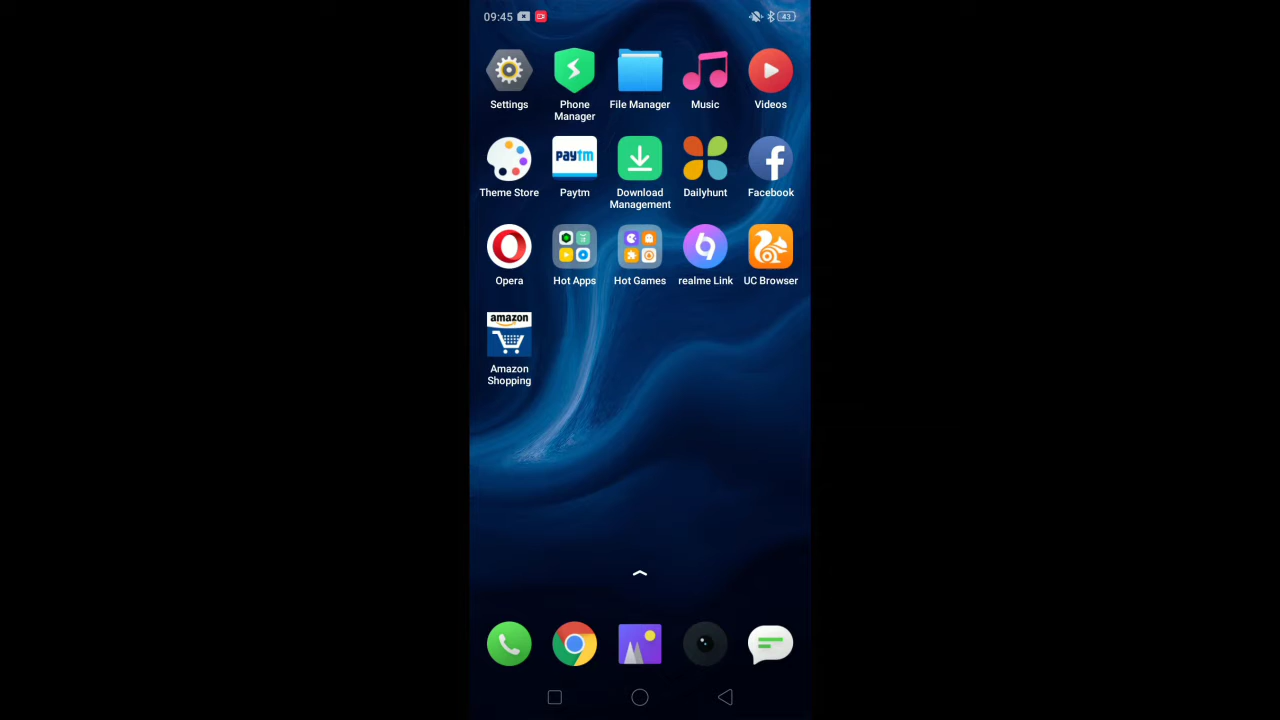 09:45
43
Settings
Phone
Manager
File Manager
Music
Videos
Theme Store
paytm
Paytm
Download
Management
Dailyhunt
Facebook
Opera
Hot Apps
Hot Games
realme Link
UC Browser
amazon
Amazon
Shopping